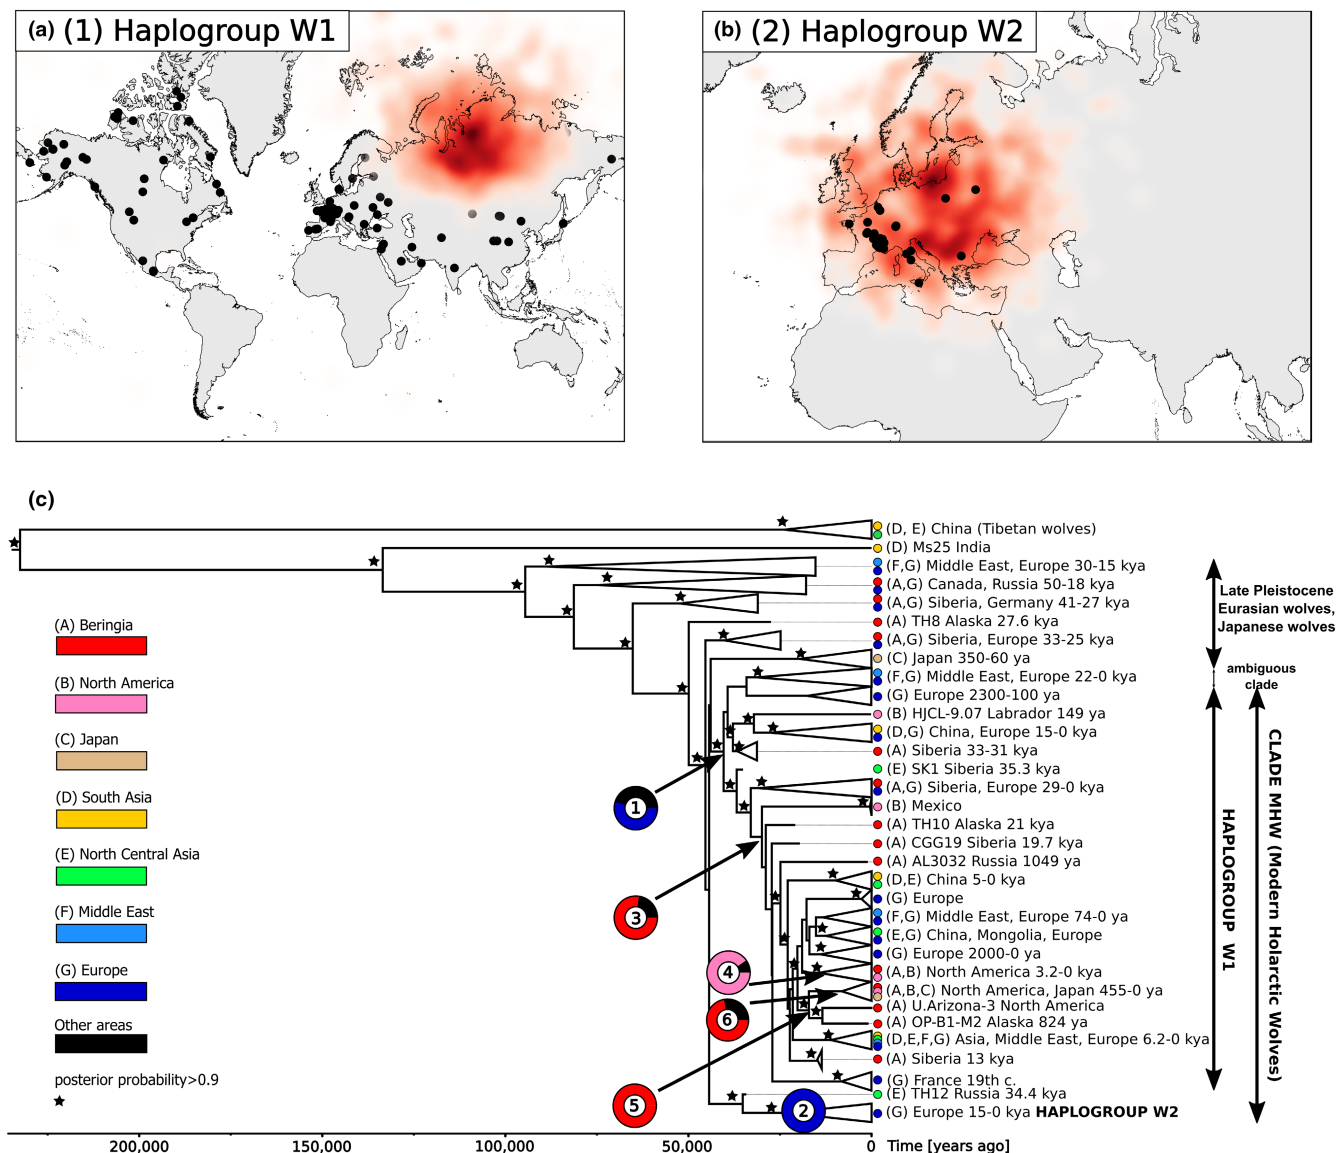 (a) (1) Haplogroup W1
(b) (2) Haplogroup W2
(c)
(D, E) China (Tibetan wolves)
(D) Ms25 India
(F,G) Middle East, Europe 30-15 kya
(A,G) Canada, Russia 50-18 kya
(A,G) Siberia, Germany 41-27 kya
(A) TH8 Alaska 27.6 kya
(A,G) Siberia, Europe 33-25 kya
(C) Japan 350-60 ya
(F,G) Middle East, Europe 22-0 kya
(G) Europe 2300-100 ya
(B) HJCL-9.07 Labrador 149 ya
(D,G) China, Europe 15-0 kya
(A) Siberia 33-31 kya
(E) SK1 Siberia 35.3 kya
(A,G) Siberia, Europe 29-0 kya
(B) Mexico
(A) TH10 Alaska 21 kya
(A) CGG19 Siberia 19.7 kya
(A) AL3032 Russia 1049 ya
(D,E) China 5-0 kya
(G) Europe
(F,G) Middle East, Europe 74-0 ya
(E,G) China, Mongolia, Europe
(G) Europe 2000-0 ya
(A,B) North America 3.2-0 kya
(A,B,C) North America, Japan 455-0 ya
(A) U.Arizona-3 North America
(A) OP-B1-M2 Alaska 824 ya
(D,E,F,G) Asia, Middle East, Europe 6.2-0 kya
(A) Siberia 13 kya
(G) France 19th c.
(E) TH12 Russia 34.4 kya
(G) Europe 15-0 kya HAPLOGROUP W2
Late Pleistocene
Eurasian wolves,
Japanese wolves
ambiguous
clade
HAPLOGROUP W1
CLADE MHW (Modern Holarctic Wolves)
(A) Beringia
(B) North America
(C) Japan
(D) South Asia
(E) North Central Asia
(F) Middle East
(G) Europe
Other areas
posterior probability>0.9
1
3
4
6
5
2
200,000
150,000
100,000
50,000
0
Time [years ago]